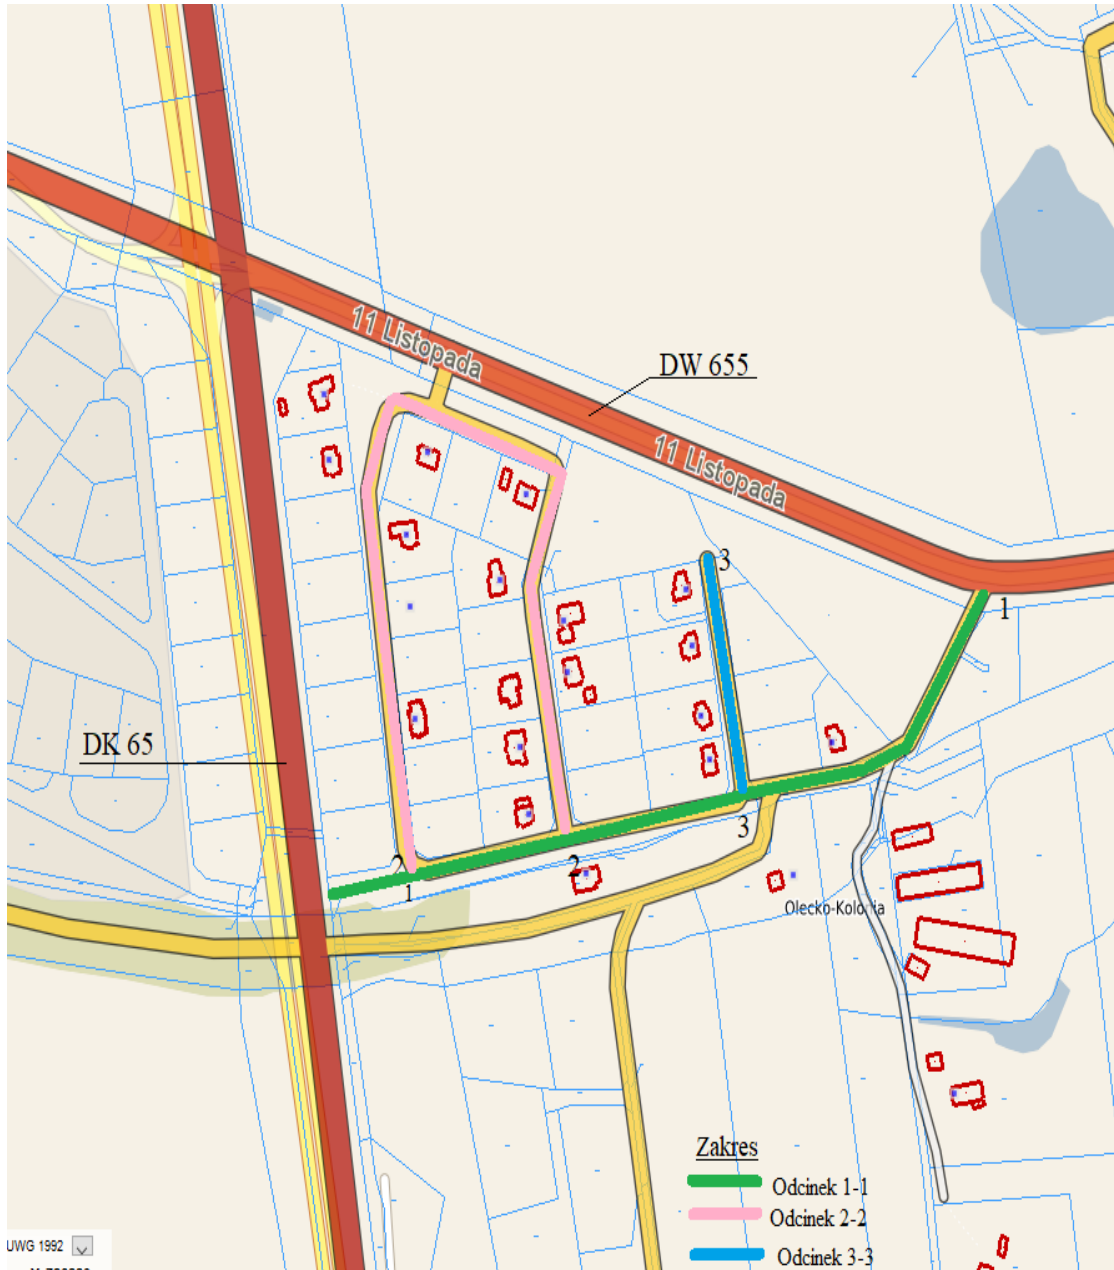 11 Listopada
DW 655
11 Listopada
3
1
DK 65
3
2
2
1
Olecko-Kolonia
Zakres
Odcinek 1-1
Odcinek 2-2
Odcinek 3-3
UWG 1992